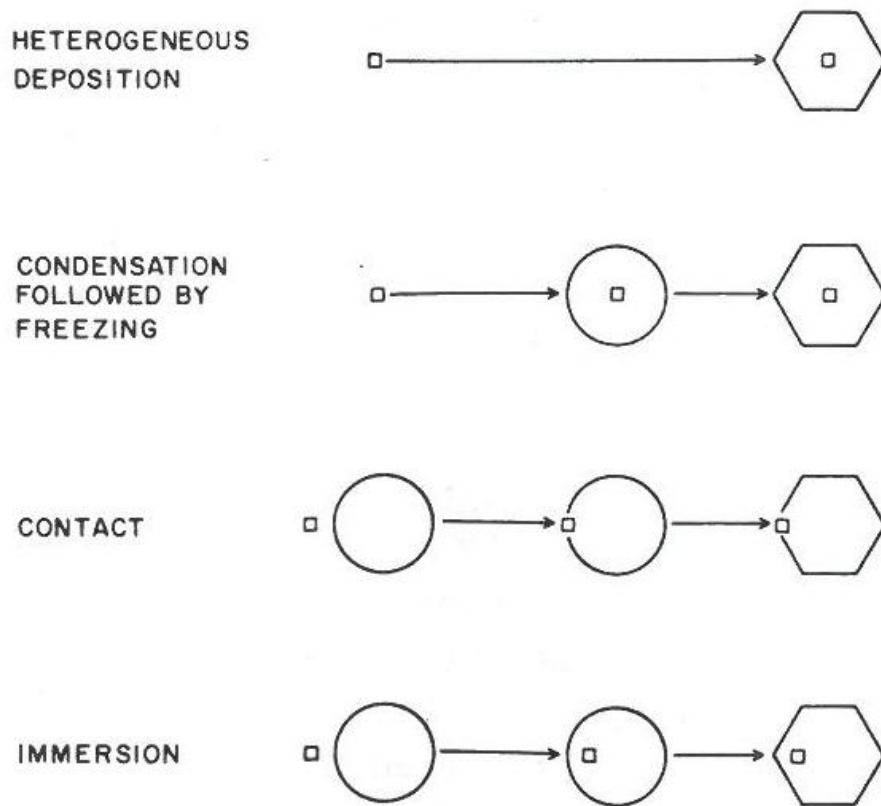 HETEROGENEOUS
DEPOSITION
CONDENSATION
FOLLOWED BY
FREEZING
CONTACT
IMMERSION